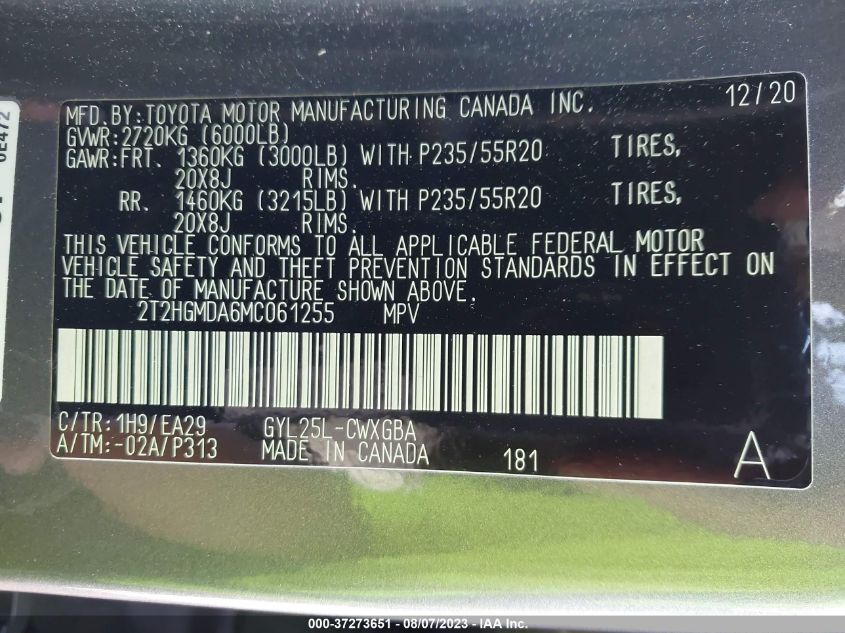 0E472
MFD.BY:TOYOTA MOTOR MANUFACTURING CANADA INC. 12/20
GVWR:2720KG (6000LB)
GAWR:FRT. 1360KG (3000LB) WITH P235/55R20 TIRES,
20X8J RIMS.
RR. 1460KG (3215LB) WITH P235/55R20 TIRES,
20X8J RIMS.
THIS VEHICLE CONFORMS TO ALL APPLICABLE FEDERAL MOTOR
VEHICLE SAFETY AND THEFT PREVENTION STANDARDS IN EFFECT ON
THE DATE OF MANUFACTURE SHOWN ABOVE.
2T2HGMDA6MC061255 MPV
C/TR:1H9/EA29 GYL25L-CWXGBA
A/TM:-02A/P313 MADE IN CANADA 181 A
000-37273651 - 08/07/2023 - IAA Inc.